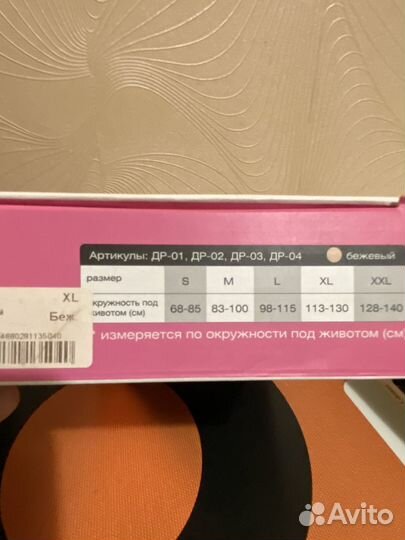 Артикулы: ДР-01, ДР-02, ДР-03, ДР-04 бежевый
размер S M L XL XXL
окружность под животом (см) 68-85 83-100 98-115 113-130 128-140
* измеряется по окружности под животом (см)
XL
Беж.
Avito